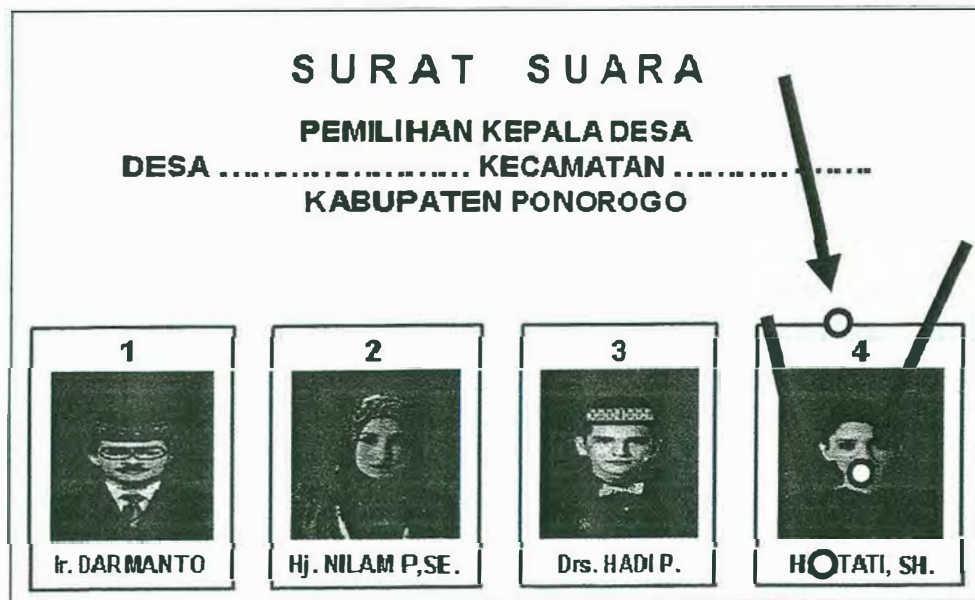 SURAT SUARA
PEMILIHAN KEPALA DESA
DESA ........................... KECAMATAN .....................
KABUPATEN PONOROGO
1
2
3
4
Ir. DARMANTO
Hj. NILAM P,SE.
Drs. HADI P.
TATI, SH.